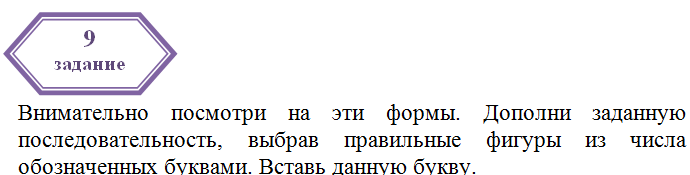 9
задание
Внимательно посмотри на эти формы. Дополни заданную
последовательность, выбрав правильные фигуры из числа
обозначенных буквами. Вставь данную букву.